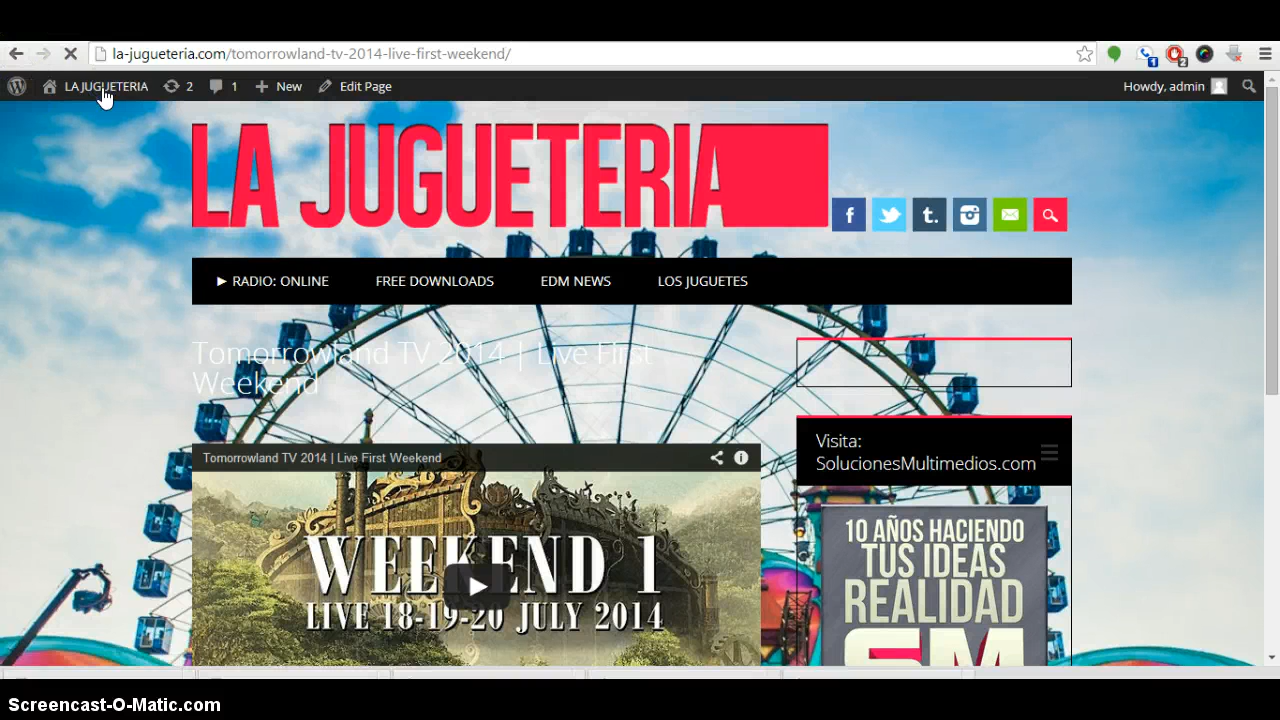 la-jugueteria.com/tomorrowland-tv-2014-live-first-weekend/
1
2
LA JUGUETERIA 2 1 New Edit Page Howdy, admin
LA JUGUETERIA
f t.
► RADIO: ONLINE FREE DOWNLOADS EDM NEWS LOS JUGUETES
Tomorrowland TV 2014 | Live First
Weekend
Tomorrowland TV 2014 | Live First Weekend
WEEKEND 1
LIVE 18-19-20 JULY 2014
Visita:
SolucionesMultimedios.com
10 AÑOS HACIENDO
TUS IDEAS
REALIDAD
SM
Screencast-O-Matic.com